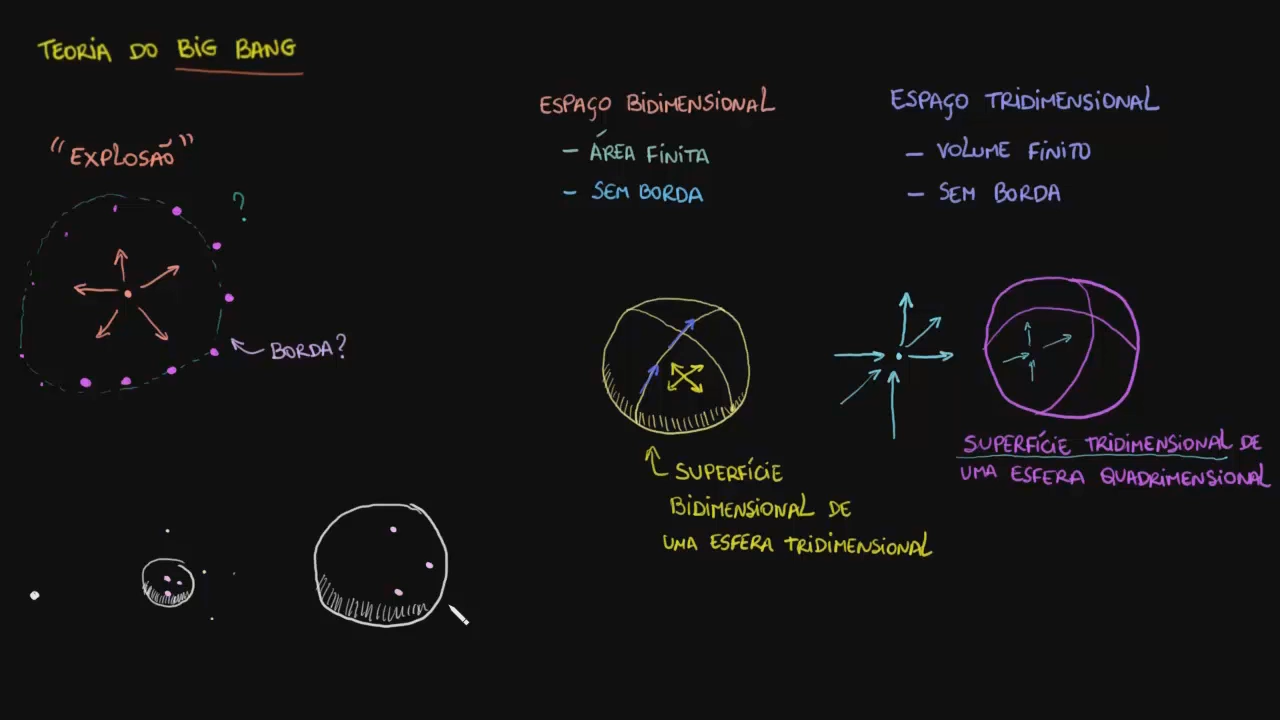 TEORIA DO BIG BANG
"EXPLOSÃO"
?
BORDA?
ESPAÇO BIDIMENSIONAL
- ÁREA FINITA
- SEM BORDA
SUPERFÍCIE
BIDIMENSIONAL DE
UMA ESFERA TRIDIMENSIONAL
ESPAÇO TRIDIMENSIONAL
- VOLUME FINITO
- SEM BORDA
SUPERFÍCIE TRIDIMENSIONAL DE
UMA ESFERA QUADRIMENSIONAL